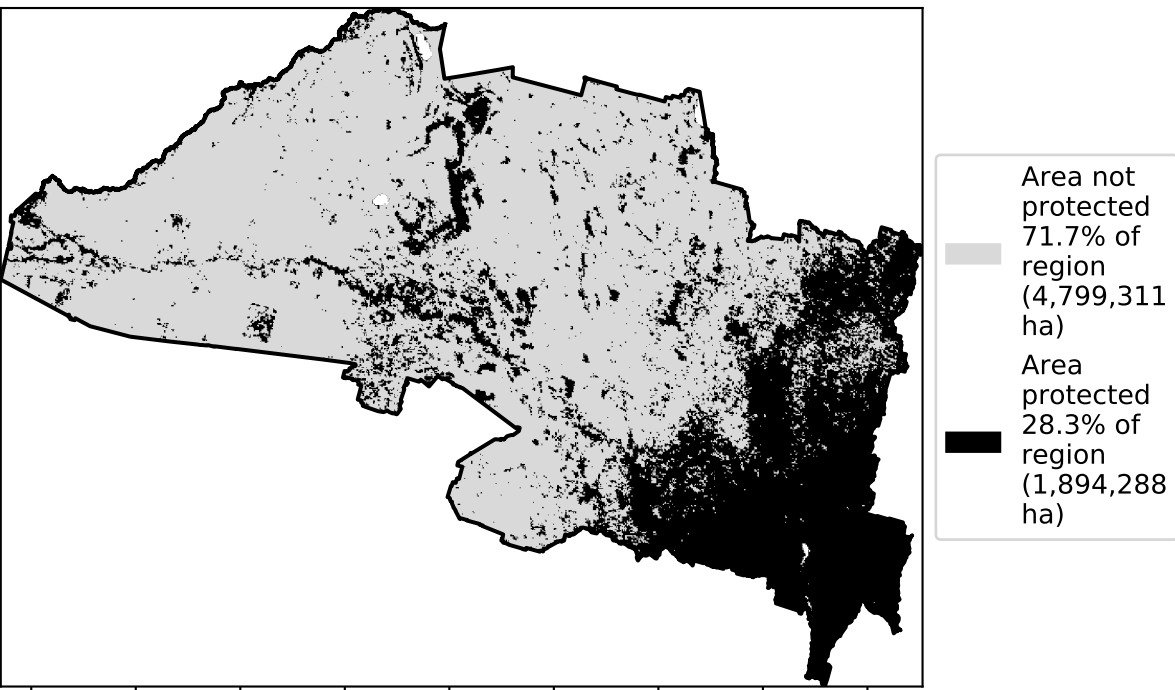 Area not
protected
71.7% of
region
(4,799,311
ha)
Area
protected
28.3% of
region
(1,894,288
ha)